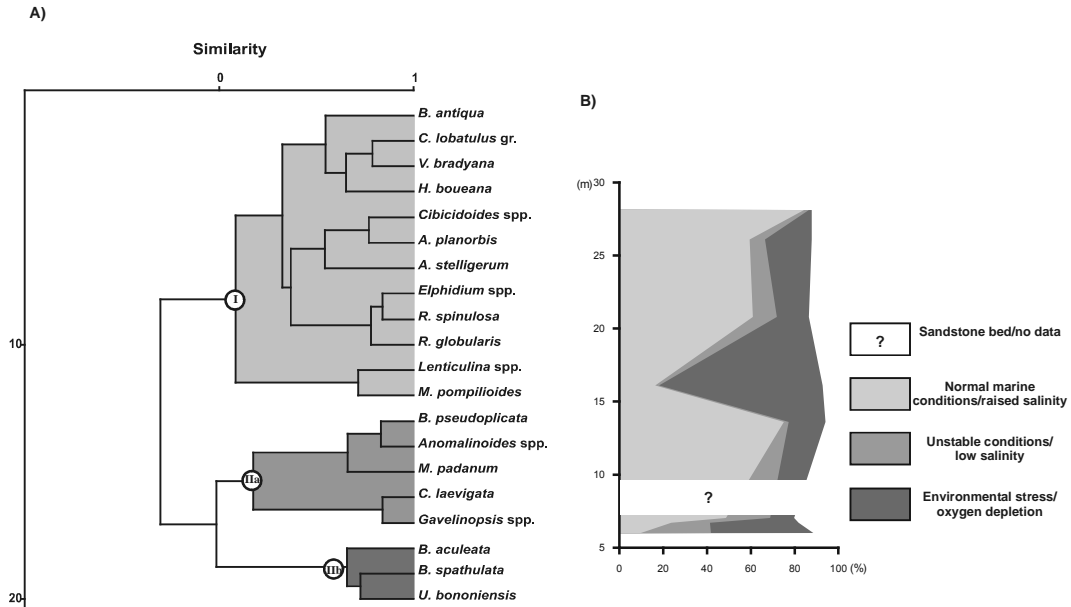 A)
Similarity
0 1
10
20
B. antiqua
C. lobatulus gr.
V. bradyana
H. boueana
Cibicidoides spp.
A. planorbis
A. stelligerum
Elphidium spp.
R. spinulosa
R. globularis
Lenticulina spp.
M. pompilioides
B. pseudoplicata
Anomalinoides spp.
M. padanum
C. laevigata
Gavelinopsis spp.
B. aculeata
B. spathulata
U. bononiensis
I
IIa
IIb
B)
(m) 30
25
20
15
10
5
?
0 20 40 60 80 100 (%)
?
Sandstone bed/no data
Normal marine
conditions/raised salinity
Unstable conditions/
low salinity
Environmental stress/
oxygen depletion